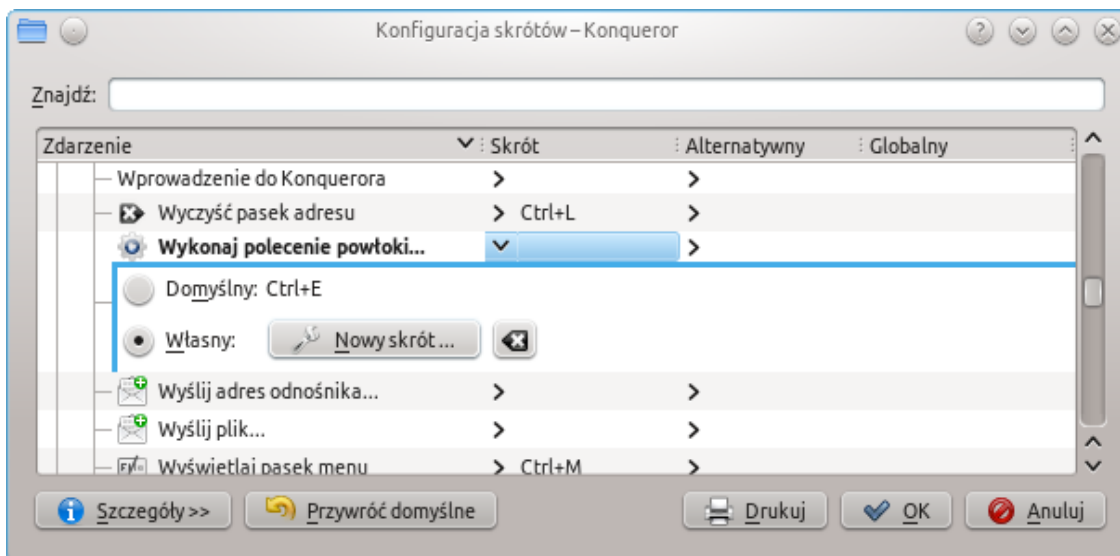 Konfiguracja skrótów – Konqueror
Znajdź:
Zdarzenie Skrót Alternatywny Globalny
Wprowadzenie do Konquerora
Wyczyść pasek adresu Ctrl+L
Wykonaj polecenie powłoki...
Domyślny: Ctrl+E
Własny: Nowy skrót ...
Wyślij adres odnośnika...
Wyślij plik...
Wyświetlaj pasek menu Ctrl+M
Szczegóły >> Przywróć domyślne Drukuj OK Anuluj